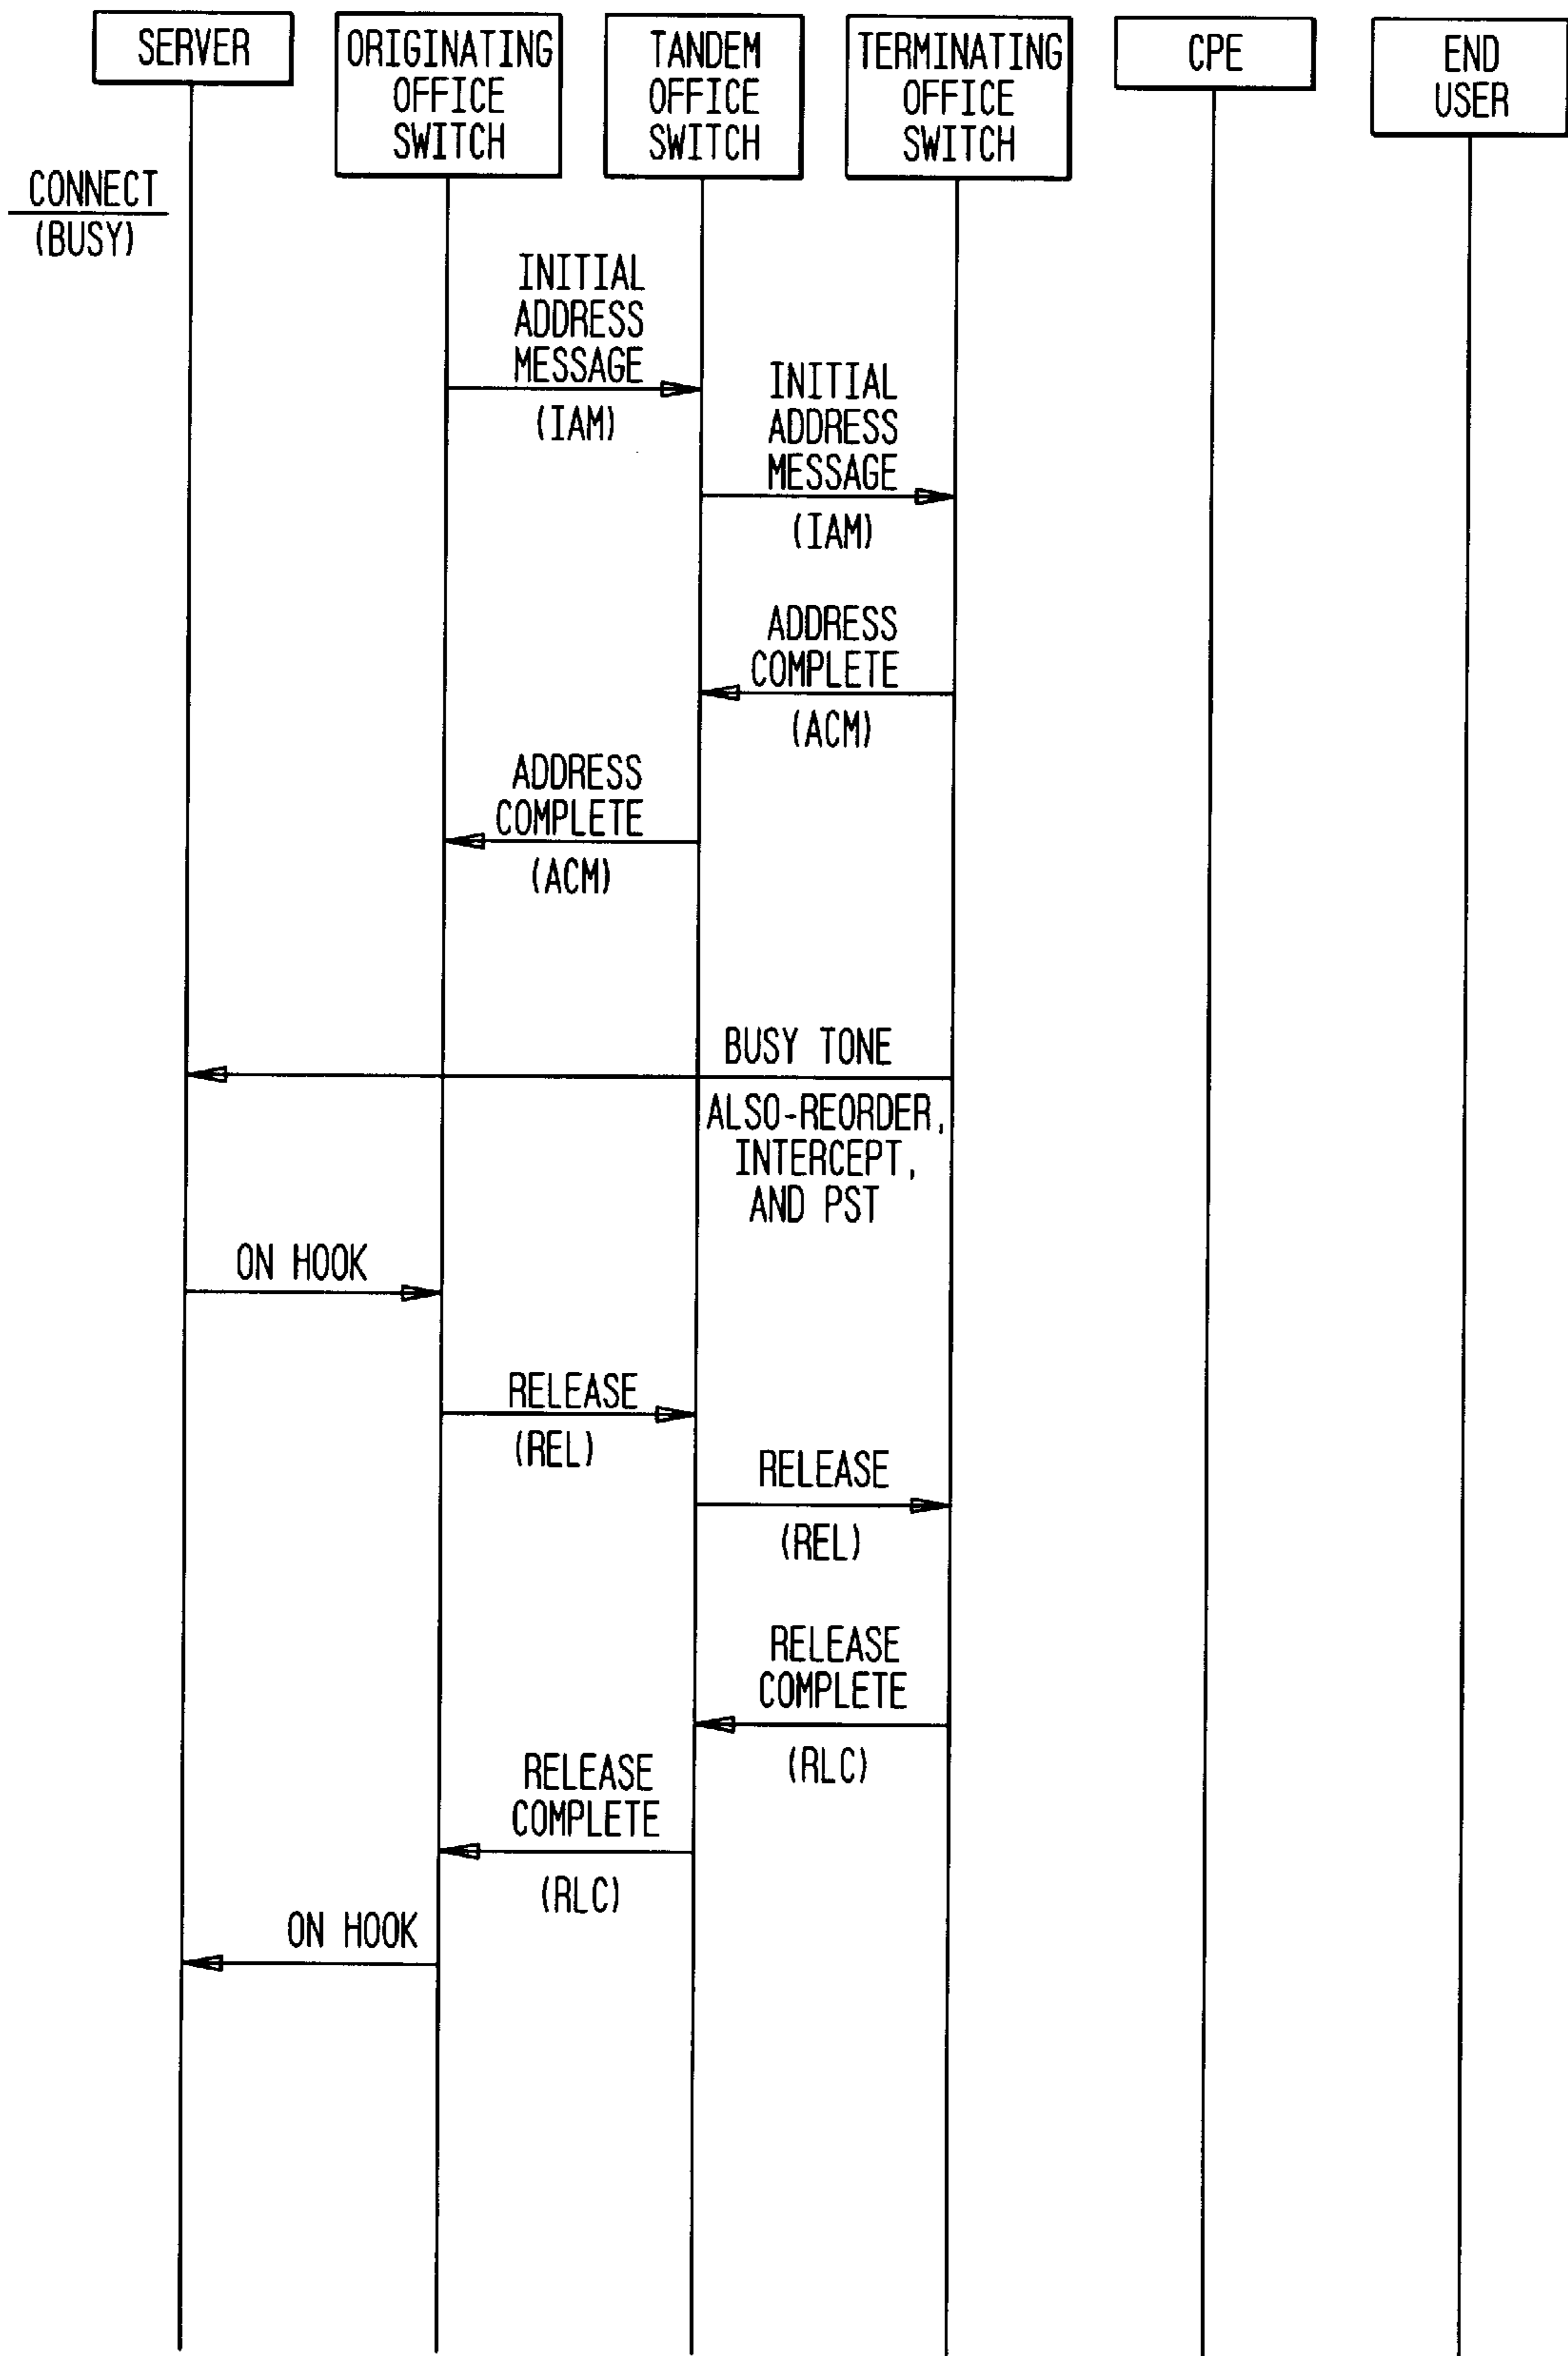 SERVER
ORIGINATING
OFFICE
SWITCH
TANDEM
OFFICE
SWITCH
TERMINATING
OFFICE
SWITCH
CPE
END
USER
CONNECT
(BUSY)
INITIAL
ADDRESS
MESSAGE
(IAM)
INITIAL
ADDRESS
MESSAGE
(IAM)
ADDRESS
COMPLETE
(ACM)
ADDRESS
COMPLETE
(ACM)
BUSY TONE
ALSO-REORDER,
INTERCEPT,
AND PST
ON HOOK
RELEASE
(REL)
RELEASE
(REL)
RELEASE
COMPLETE
(RLC)
RELEASE
COMPLETE
(RLC)
ON HOOK